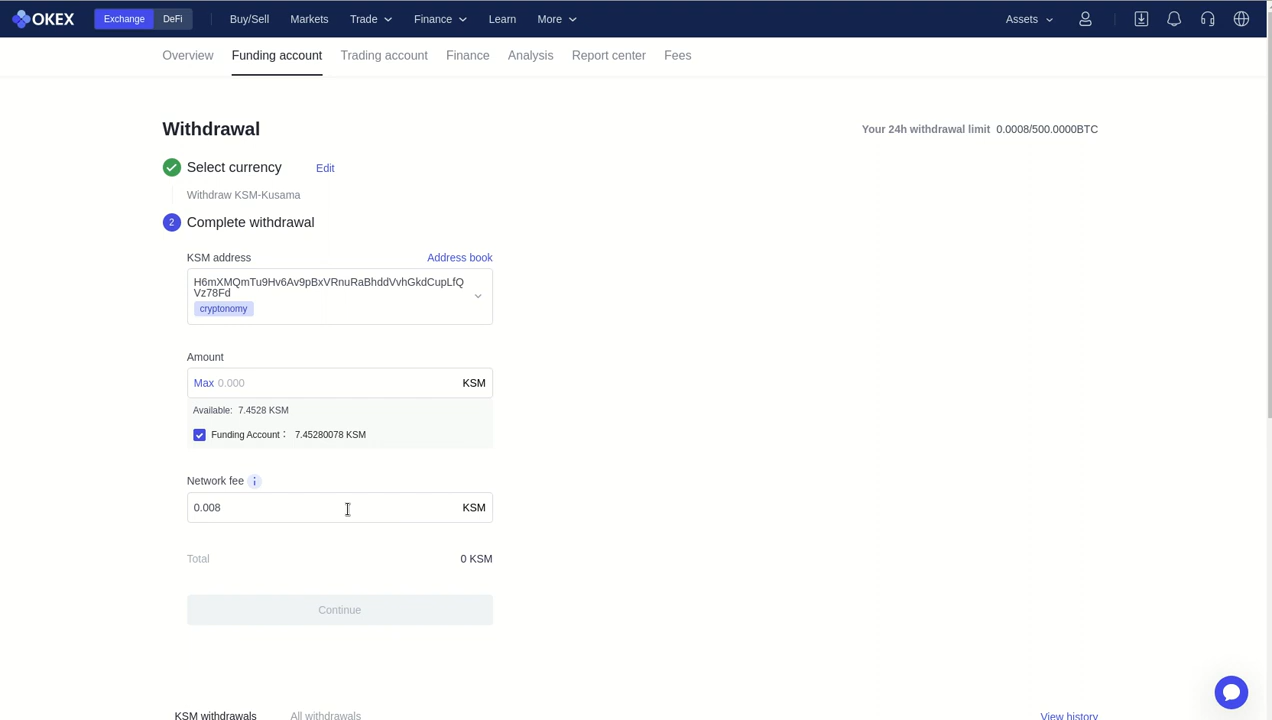 OKEX Exchange DeFi Buy/Sell Markets Trade Finance Learn More Assets
Overview Funding account Trading account Finance Analysis Report center Fees
Withdrawal
Your 24h withdrawal limit 0.0008/500.0000BTC
Select currency Edit
Withdraw KSM-Kusama
2 Complete withdrawal
KSM address Address book
H6mXMQmTu9Hv6Av9pBxVRnuRaBhddVvhGkdCupLfQ
Vz78Fd
cryptonomy
Amount
Max 0.000 KSM
Available: 7.4528 KSM
Funding Account： 7.45280078 KSM
Network fee i
0.008 KSM
Total 0 KSM
Continue
KSM withdrawals All withdrawals View history